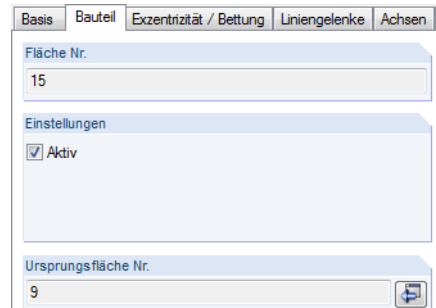 Basis Bauteil Exzentrizität / Bettung Liniengelenke Achsen
Fläche Nr.
15
Einstellungen
Aktiv
Ursprungsfläche Nr.
9